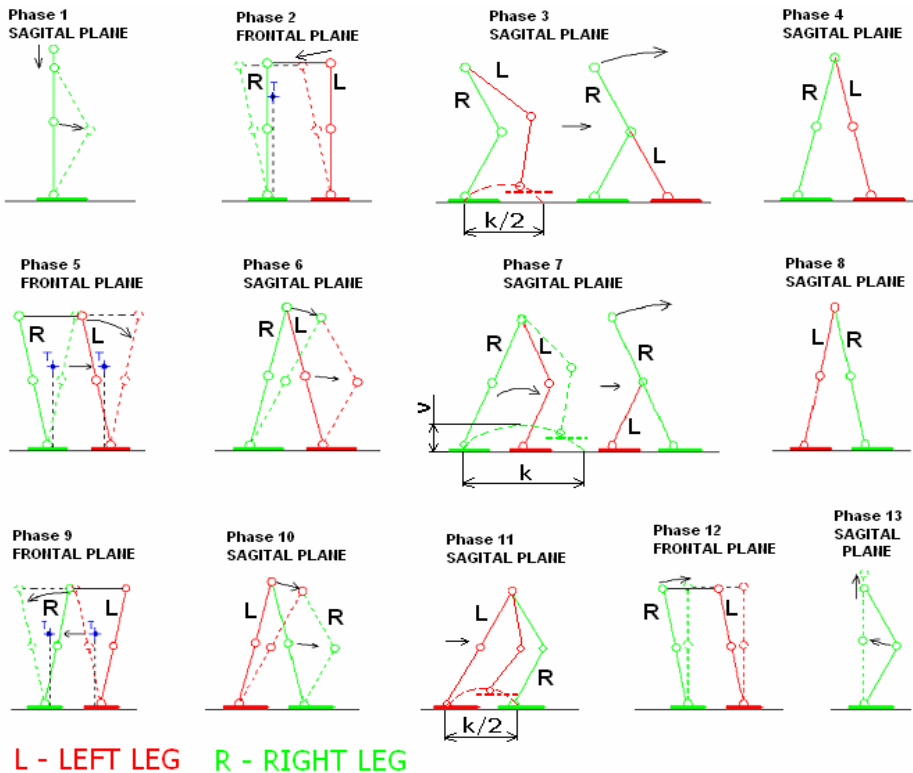 Phase 1
SAGITAL PLANE
Phase 2
FRONTAL PLANE
Phase 3
SAGITAL PLANE
Phase 4
SAGITAL PLANE
R
L
T
R
L
R
L
R
L
k/2
Phase 5
FRONTAL PLANE
Phase 6
SAGITAL PLANE
Phase 7
SAGITAL PLANE
Phase 8
SAGITAL PLANE
R
L
T
T
R
L
R
L
R
L
L
R
v
k
Phase 9
FRONTAL PLANE
Phase 10
SAGITAL PLANE
Phase 11
SAGITAL PLANE
Phase 12
FRONTAL PLANE
Phase 13
SAGITAL
PLANE
R
L
T
T
L
R
L
R
R
L
k/2
L - LEFT LEG
R - RIGHT LEG